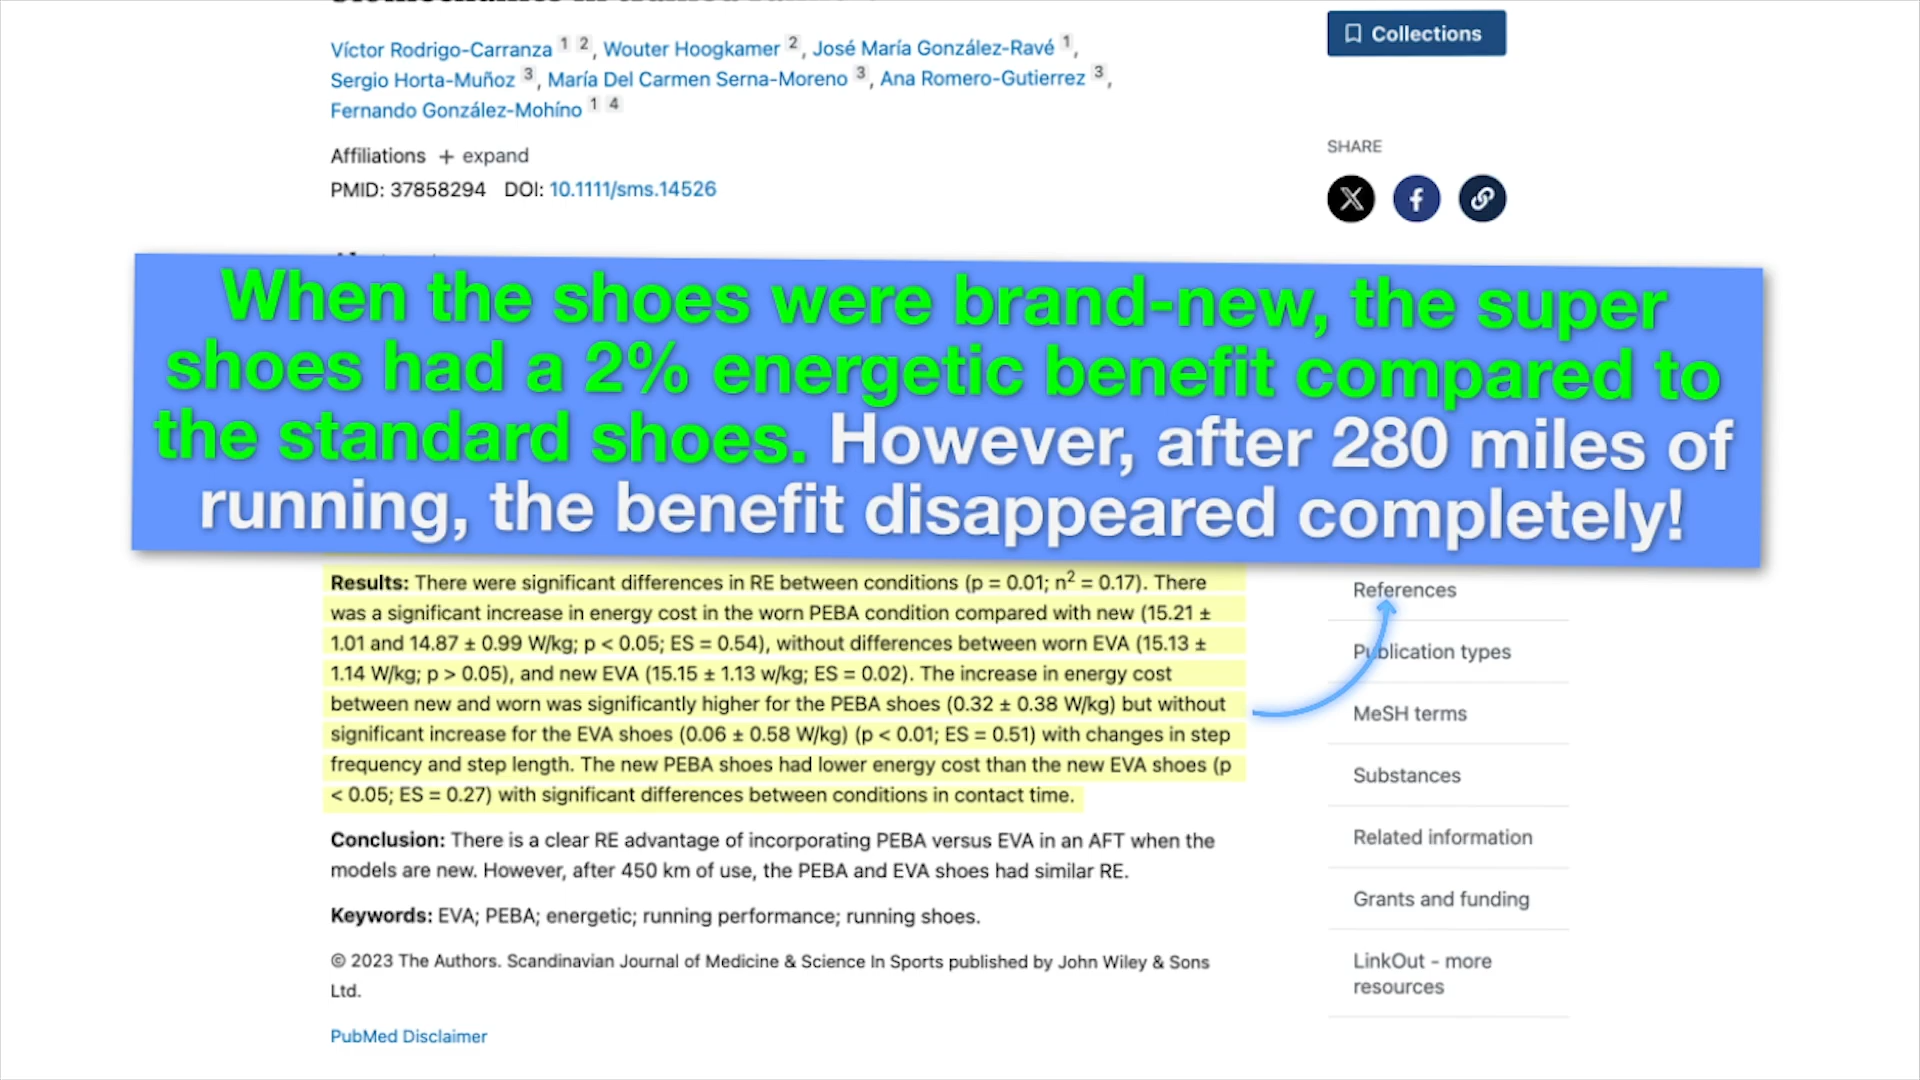 Víctor Rodrigo-Carranza 1 2, Wouter Hoogkamer 2, José María González-Ravé 1,
Sergio Horta-Muñoz 3, María Del Carmen Serna-Moreno 3, Ana Romero-Gutierrez 3,
Fernando González-Mohíno 1 4
Affiliations + expand
PMID: 37858294 DOI: 10.1111/sms.14526
Collections
SHARE
When the shoes were brand-new, the super
shoes had a 2% energetic benefit compared to
the standard shoes. However, after 280 miles of
running, the benefit disappeared completely!
Results: There were significant differences in RE between conditions (p = 0.01; n² = 0.17). There
was a significant increase in energy cost in the worn PEBA condition compared with new (15.21 ±
1.01 and 14.87 ± 0.99 W/kg; p < 0.05; ES = 0.54), without differences between worn EVA (15.13 ±
1.14 W/kg; p > 0.05), and new EVA (15.15 ± 1.13 w/kg; ES = 0.02). The increase in energy cost
between new and worn was significantly higher for the PEBA shoes (0.32 ± 0.38 W/kg) but without
significant increase for the EVA shoes (0.06 ± 0.58 W/kg) (p < 0.01; ES = 0.51) with changes in step
frequency and step length. The new PEBA shoes had lower energy cost than the new EVA shoes (p
< 0.05; ES = 0.27) with significant differences between conditions in contact time.
Conclusion: There is a clear RE advantage of incorporating PEBA versus EVA in an AFT when the
models are new. However, after 450 km of use, the PEBA and EVA shoes had similar RE.
Keywords: EVA; PEBA; energetic; running performance; running shoes.
© 2023 The Authors. Scandinavian Journal of Medicine & Science In Sports published by John Wiley & Sons
Ltd.
PubMed Disclaimer
References
Publication types
MeSH terms
Substances
Related information
Grants and funding
LinkOut - more
resources